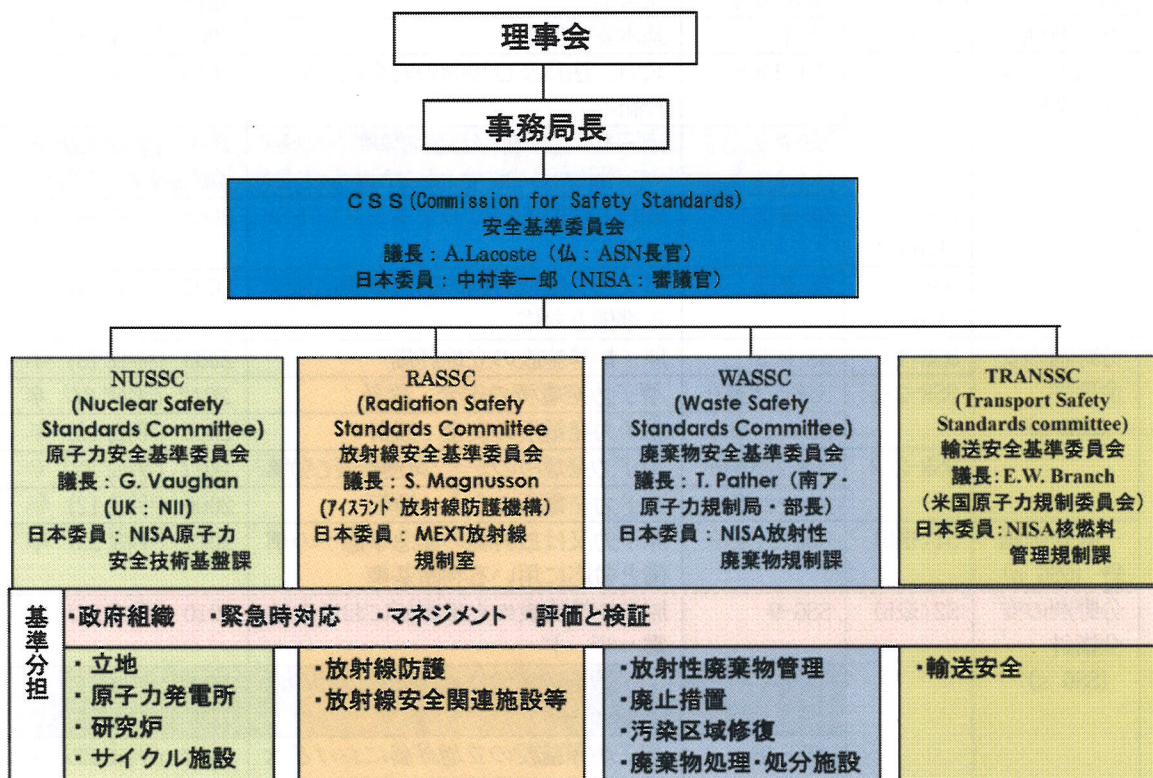 理事会
事務局長
ＣＳＳ(Commission for Safety Standards)
安全基準委員会
議長：A.Lacoste（仏：ASN長官）
日本委員：中村幸一郎（NISA：審議官）
NUSSC
(Nuclear Safety
Standards Committee)
原子力安全基準委員会
議長：G. Vaughan
(UK：NII)
日本委員：NISA原子力
安全技術基盤課
RASSC
(Radiation Safety
Standards Committee
放射線安全基準委員会
議長：S. Magnusson
(ｱｲｽﾗﾝﾄﾞ放射線防護機構)
日本委員：MEXT放射線
規制室
WASSC
(Waste Safety
Standards Committee)
廃棄物安全基準委員会
議長：T. Pather（南ア・
原子力規制局・部長）
日本委員：NISA放射性
廃棄物規制課
TRANSSC
(Transport Safety
Standards committee)
輸送安全基準委員会
議長:E.W. Branch
(米国原子力規制委員会)
日本委員:NISA核燃料
管理規制課
基準分担
・政府組織 ・緊急時対応 ・マネジメント ・評価と検証
・立地
・原子力発電所
・研究炉
・サイクル施設
・放射線防護
・放射線安全関連施設等
・放射性廃棄物管理
・廃止措置
・汚染区域修復
・廃棄物処理・処分施設
・輸送安全